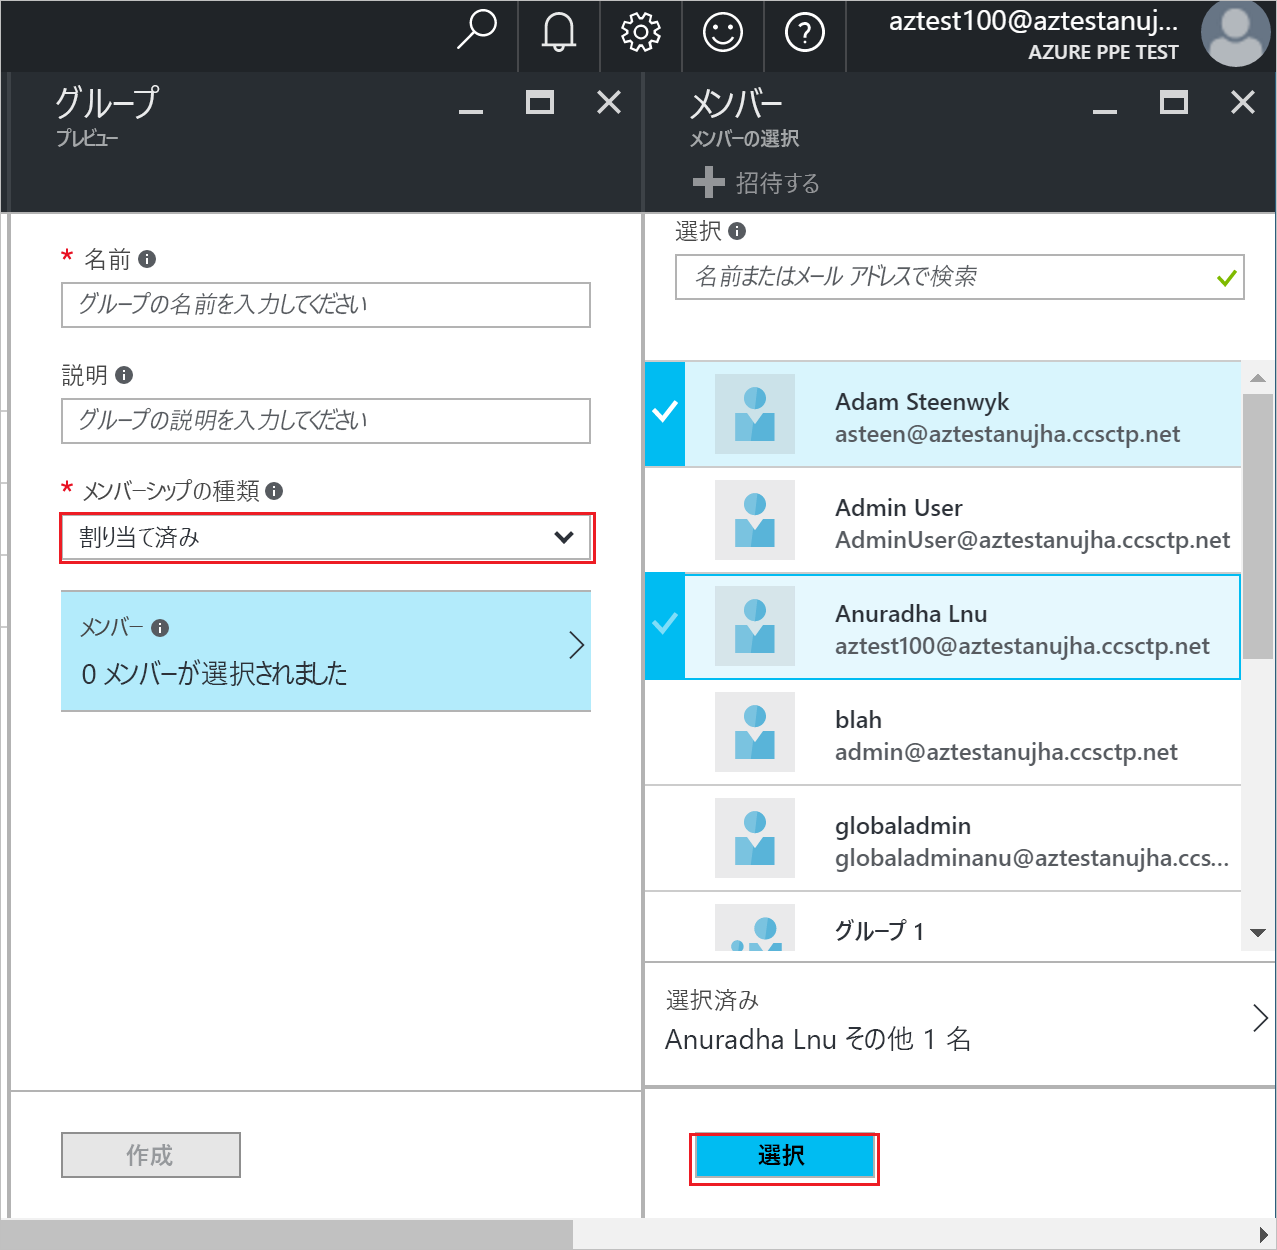 aztest100@aztestanuj...
AZURE PPE TEST
グループ
プレビュー
* 名前
グループの名前を入力してください
説明
グループの説明を入力してください
* メンバーシップの種類
割り当て済み
メンバー
0 メンバーが選択されました
作成
メンバー
メンバーの選択
招待する
選択
名前またはメール アドレスで検索
Adam Steenwyk
asteen@aztestanujha.ccsctp.net
Admin User
AdminUser@aztestanujha.ccsctp.net
Anuradha Lnu
aztest100@aztestanujha.ccsctp.net
blah
admin@aztestanujha.ccsctp.net
globaladmin
globaladminanu@aztestanujha.ccs...
グループ 1
選択済み
Anuradha Lnu その他 1 名
選択